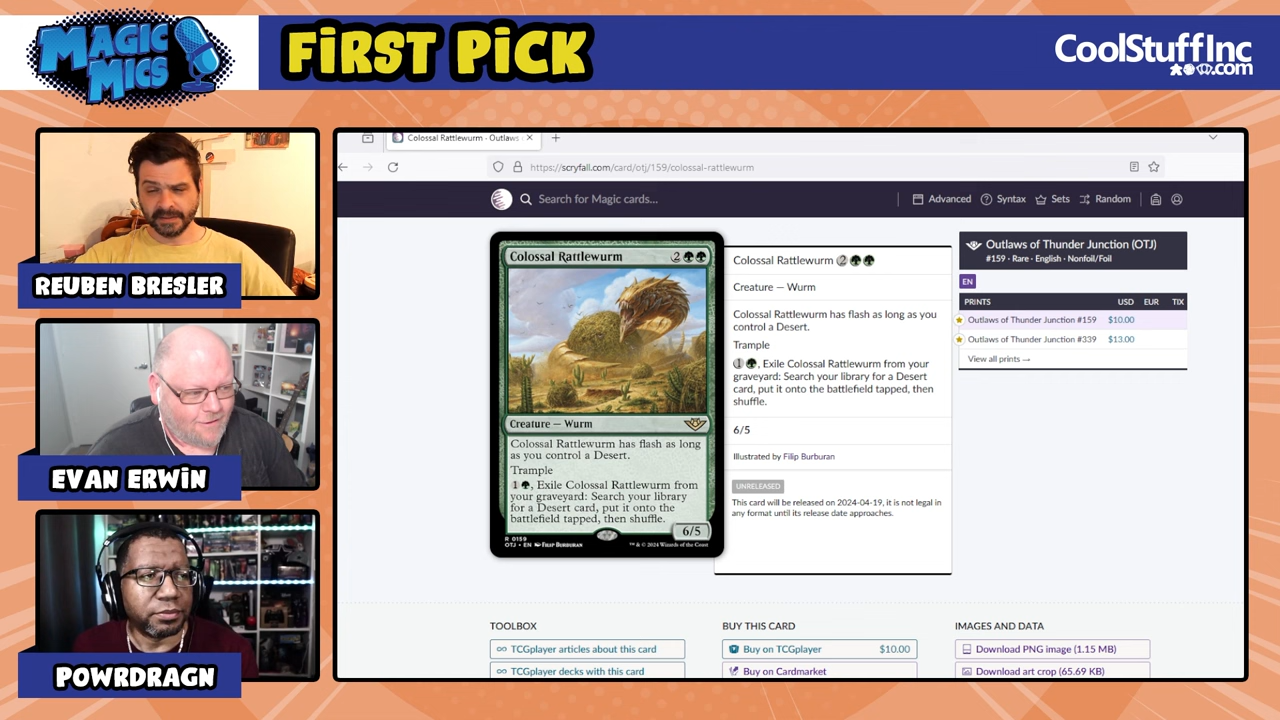 MAGIC
MICS
FIRST PICK
CoolStuffInc
.com
REUBEN BRESLER
EVAN ERWIN
POWRDRAGN
Colossal Rattlewurm · Outlaws
https://scryfall.com/card/otj/159/colossal-rattlewurm
Search for Magic cards...
Advanced
Syntax
Sets
Random
Colossal Rattlewurm 2
Creature — Wurm
Colossal Rattlewurm has flash as long
as you control a Desert.
Trample
1 , Exile Colossal Rattlewurm from
your graveyard: Search your library
for a Desert card, put it onto the
battlefield tapped, then shuffle.
6/5
R 0159
OTJ • EN FILIP BURBURAN
™ & © 2024 Wizards of the Coast
Colossal Rattlewurm 2
Creature — Wurm
Colossal Rattlewurm has flash as long as you
control a Desert.
Trample
1 , Exile Colossal Rattlewurm from your
graveyard: Search your library for a Desert
card, put it onto the battlefield tapped, then
shuffle.
6/5
Illustrated by Filip Burburan
UNRELEASED
This card will be released on 2024-04-19, it is not legal in
any format until its release date approaches.
Outlaws of Thunder Junction (OTJ)
#159 · Rare · English · Nonfoil/Foil
EN
PRINTS USD EUR TIX
Outlaws of Thunder Junction #159 $10.00
Outlaws of Thunder Junction #339 $13.00
View all prints →
TOOLBOX
TCGplayer articles about this card
TCGplayer decks with this card
BUY THIS CARD
Buy on TCGplayer $10.00
Buy on Cardmarket
IMAGES AND DATA
Download PNG image (1.15 MB)
Download art crop (65.69 KB)